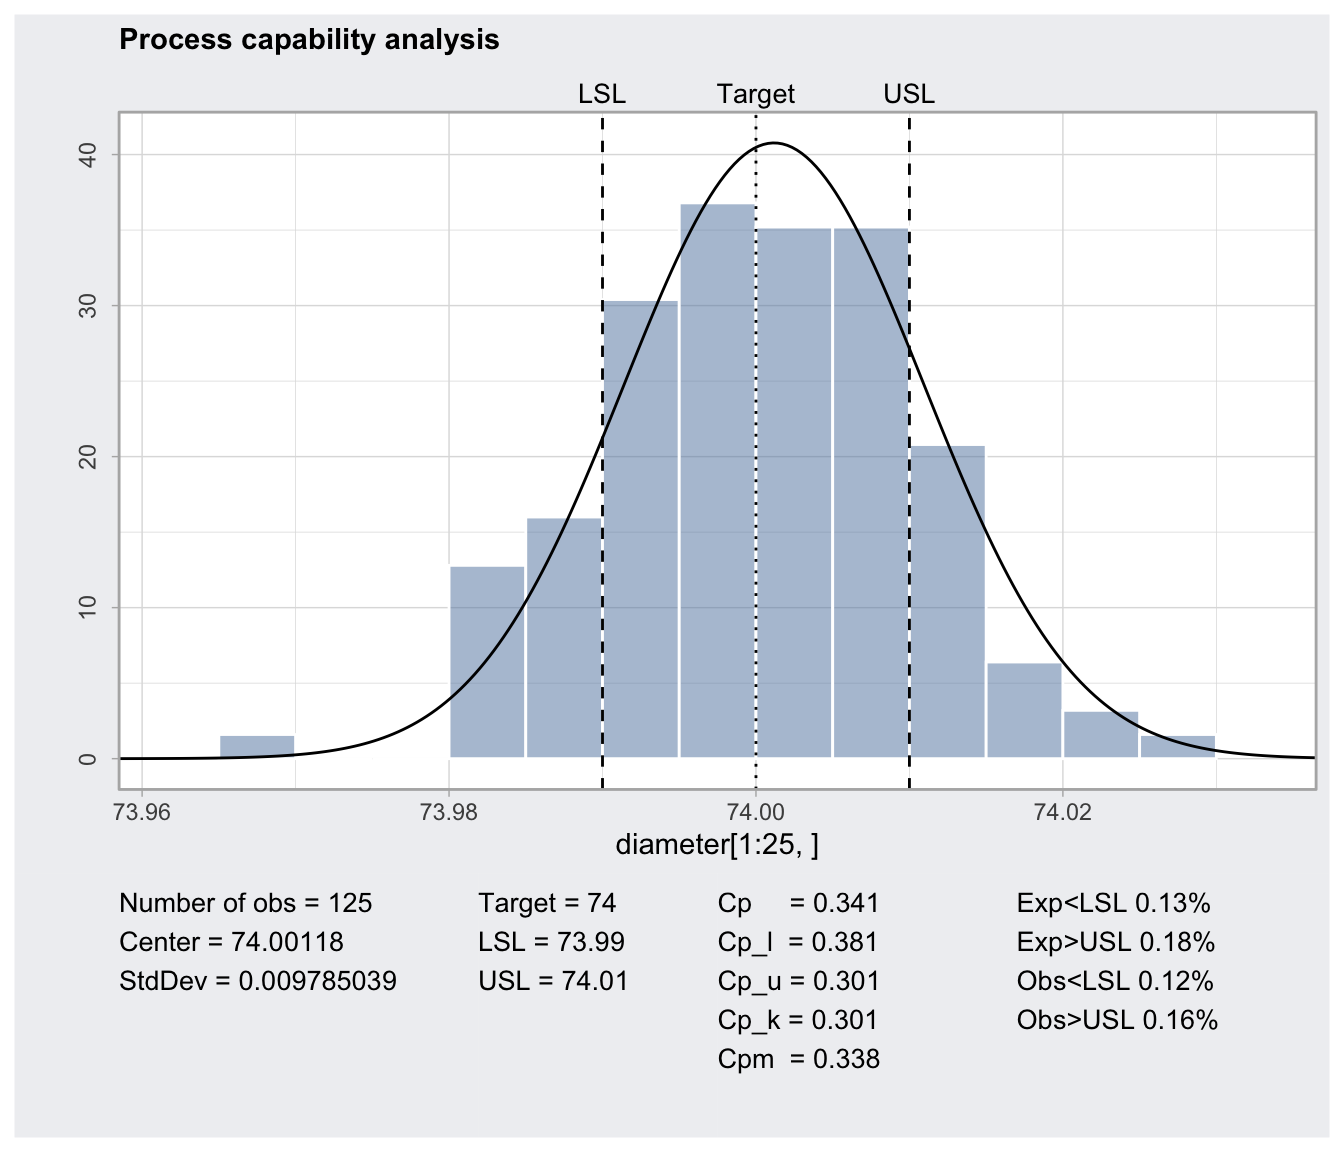 Process capability analysis
LSL Target USL
40
30
20
10
0
73.96 73.98 74.00 74.02
diameter[1:25, ]
Number of obs = 125 Target = 74 Cp = 0.341 Exp<LSL 0.13%
Center = 74.00118 LSL = 73.99 Cp_l = 0.381 Exp>USL 0.18%
StdDev = 0.009785039 USL = 74.01 Cp_u = 0.301 Obs<LSL 0.12%
Cp_k = 0.301 Obs>USL 0.16%
Cpm = 0.338